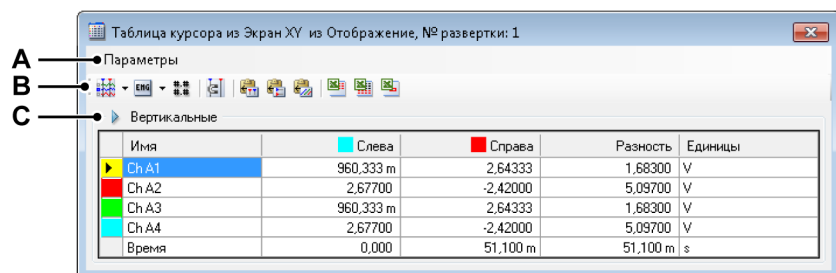 Таблица курсора из Экран XY из Отображение, № развертки: 1
A Параметры
B ENG
C Вертикальные
Имя Слева Справа Разность Единицы
Ch A1 960,333 m 2,64333 1,68300 V
Ch A2 2,67700 -2,42000 5,09700 V
Ch A3 960,333 m 2,64333 1,68300 V
Ch A4 2,67700 -2,42000 5,09700 V
Время 0,000 51,100 m 51,100 m s